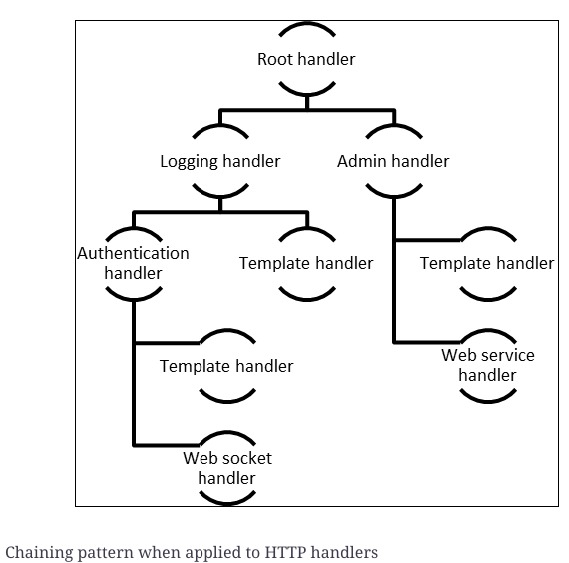 Root handler
Logging handler
Admin handler
Authentication
handler
Template handler
Template handler
Template handler
Web service
handler
Web socket
handler
Chaining pattern when applied to HTTP handlers